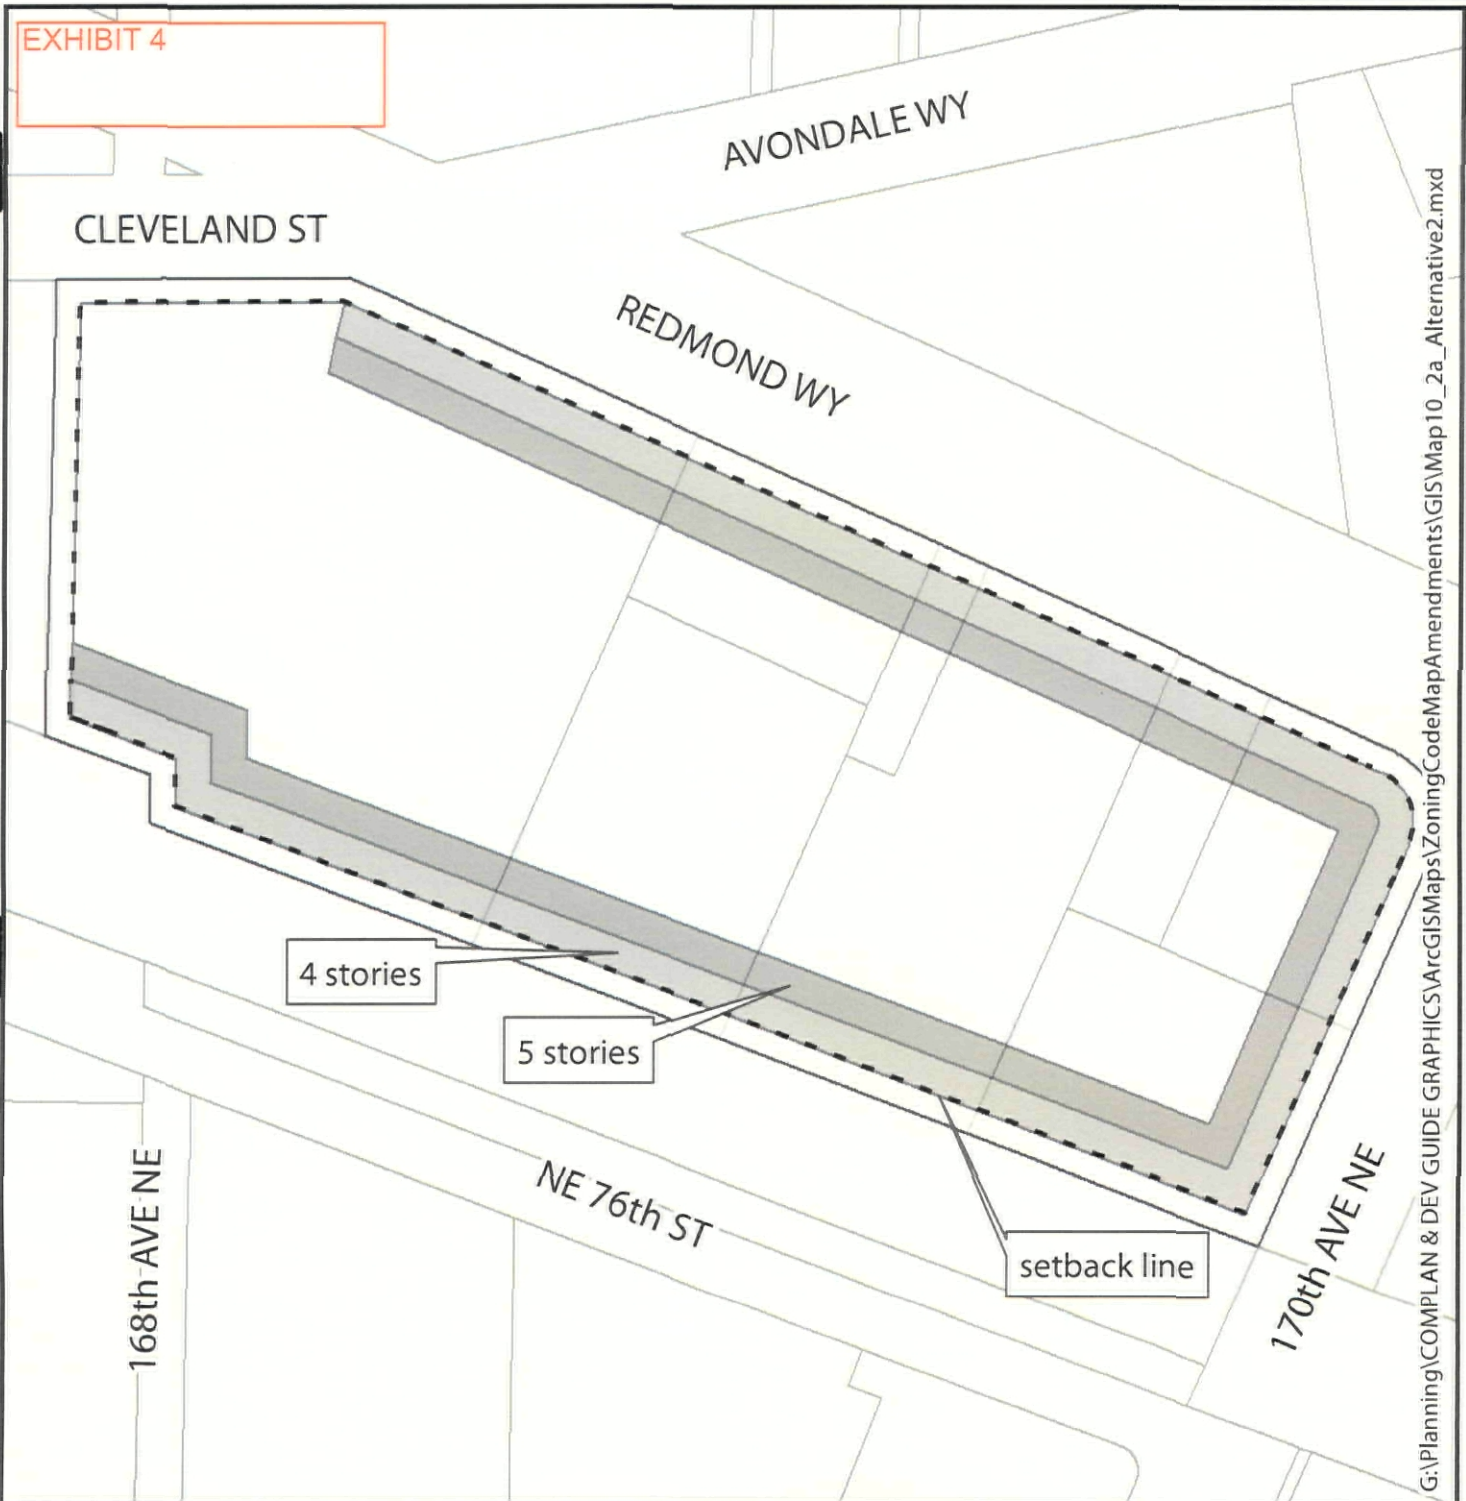 EXHIBIT 4
AVONDALE WY
CLEVELAND ST
REDMOND WY
4 stories
5 stories
setback line
NE 76th ST
168th AVE NE
170th AVE NE
G:\Planning\COMPLAN & DEV GUIDE GRAPHICS\ArcGISMaps\ZoningCodeMapAmendments\GIS\Map10_2a_Alternative2.mxd